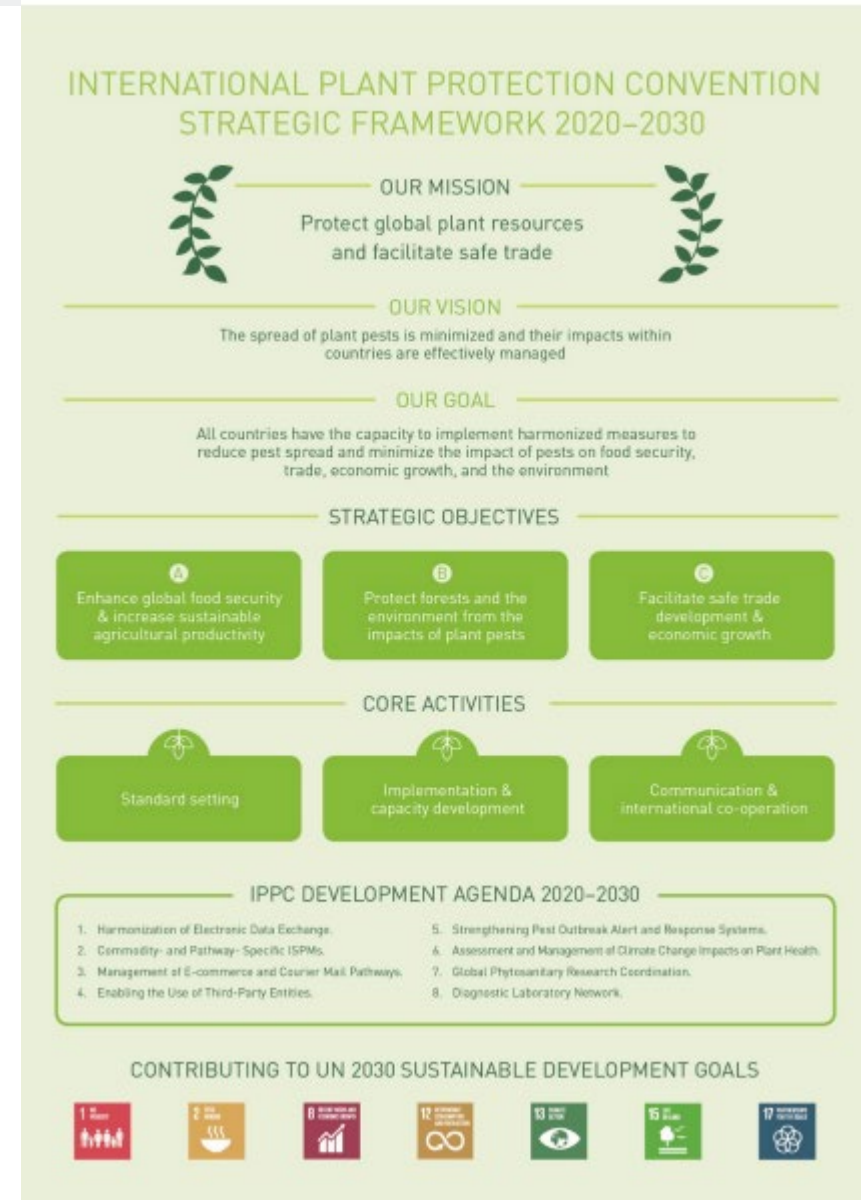 INTERNATIONAL PLANT PROTECTION CONVENTION
STRATEGIC FRAMEWORK 2020–2030
OUR MISSION
Protect global plant resources
and facilitate safe trade
OUR VISION
The spread of plant pests is minimized and their impacts within
countries are effectively managed
OUR GOAL
All countries have the capacity to implement harmonized measures to
reduce pest spread and minimize the impact of pests on food security,
trade, economic growth, and the environment
STRATEGIC OBJECTIVES
A
Enhance global food security
& increase sustainable
agricultural productivity
B
Protect forests and the
environment from the
impacts of plant pests
C
Facilitate safe trade
development &
economic growth
CORE ACTIVITIES
Standard setting
Implementation &
capacity development
Communication &
international co-operation
IPPC DEVELOPMENT AGENDA 2020–2030
1. Harmonization of Electronic Data Exchange.
2. Commodity- and Pathway- Specific ISPMs.
3. Management of E-commerce and Courier Mail Pathways.
4. Enabling the Use of Third-Party Entities.
5. Strengthening Pest Outbreak Alert and Response Systems.
6. Assessment and Management of Climate Change Impacts on Plant Health.
7. Global Phytosanitary Research Coordination.
8. Diagnostic Laboratory Network.
CONTRIBUTING TO UN 2030 SUSTAINABLE DEVELOPMENT GOALS
1
2
8
12
13
15
17